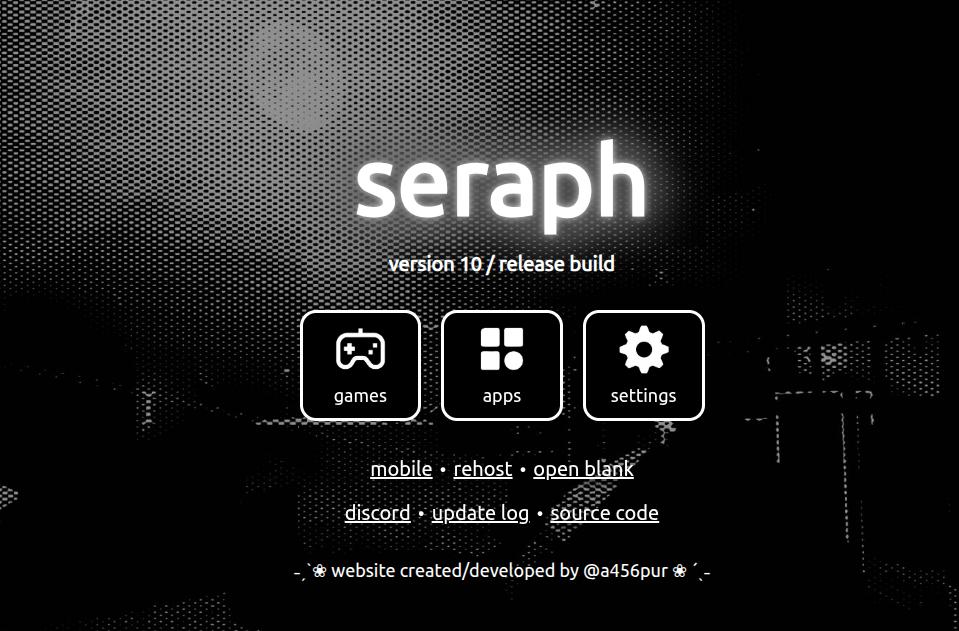 seraph
version 10 / release build
games apps settings
mobile • rehost • open blank
discord • update log • source code
-ˏˋ❀ website created/developed by @a456pur ❀ ˊˎ-